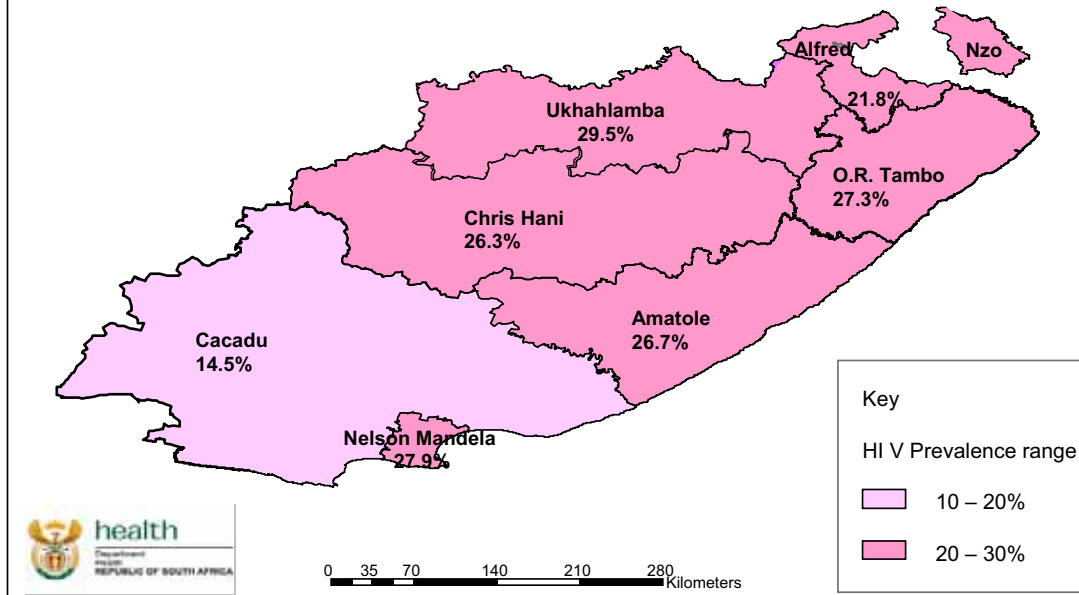 Alfred
Nzo
21.8%
Ukhahlamba
29.5%
O.R. Tambo
27.3%
Chris Hani
26.3%
Amatole
26.7%
Cacadu
14.5%
Nelson Mandela
27.9%
Key
HI V Prevalence range
10 – 20%
20 – 30%
health
Department
Health
REPUBLIC OF SOUTH AFRICA
0 35 70 140 210 280
Kilometers